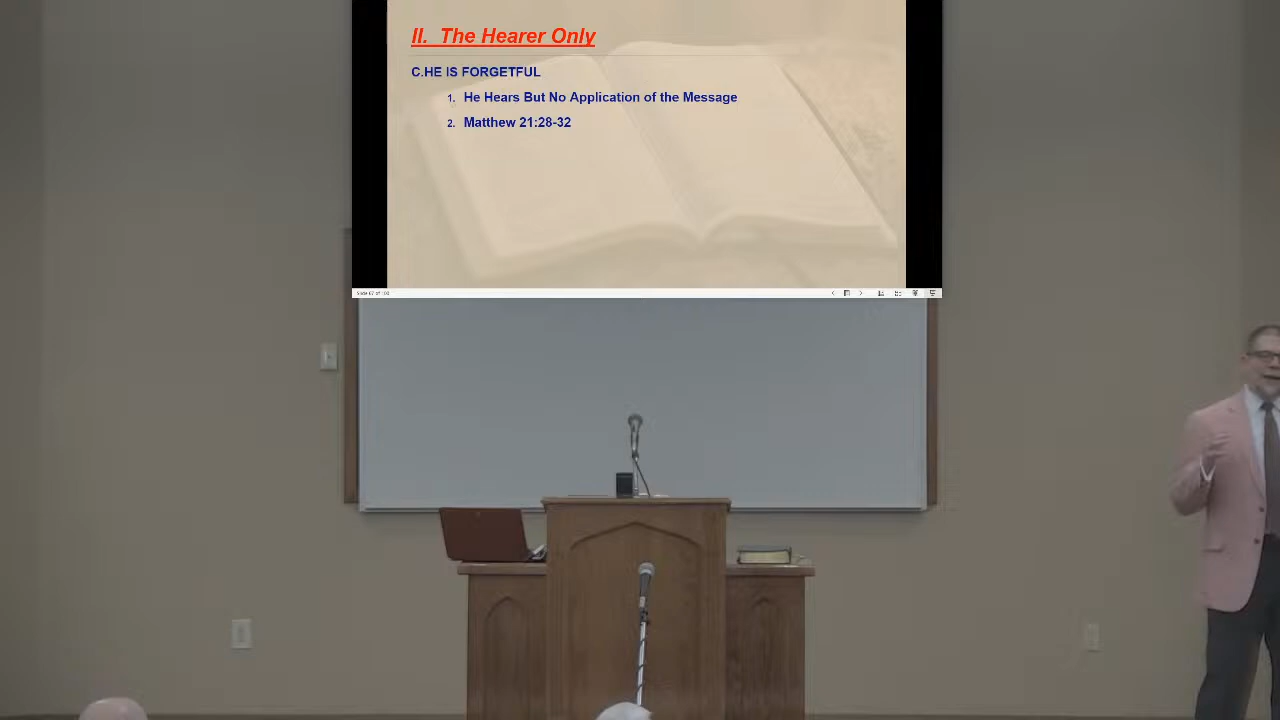 II. The Hearer Only
C.HE IS FORGETFUL
1. He Hears But No Application of the Message
2. Matthew 21:28-32